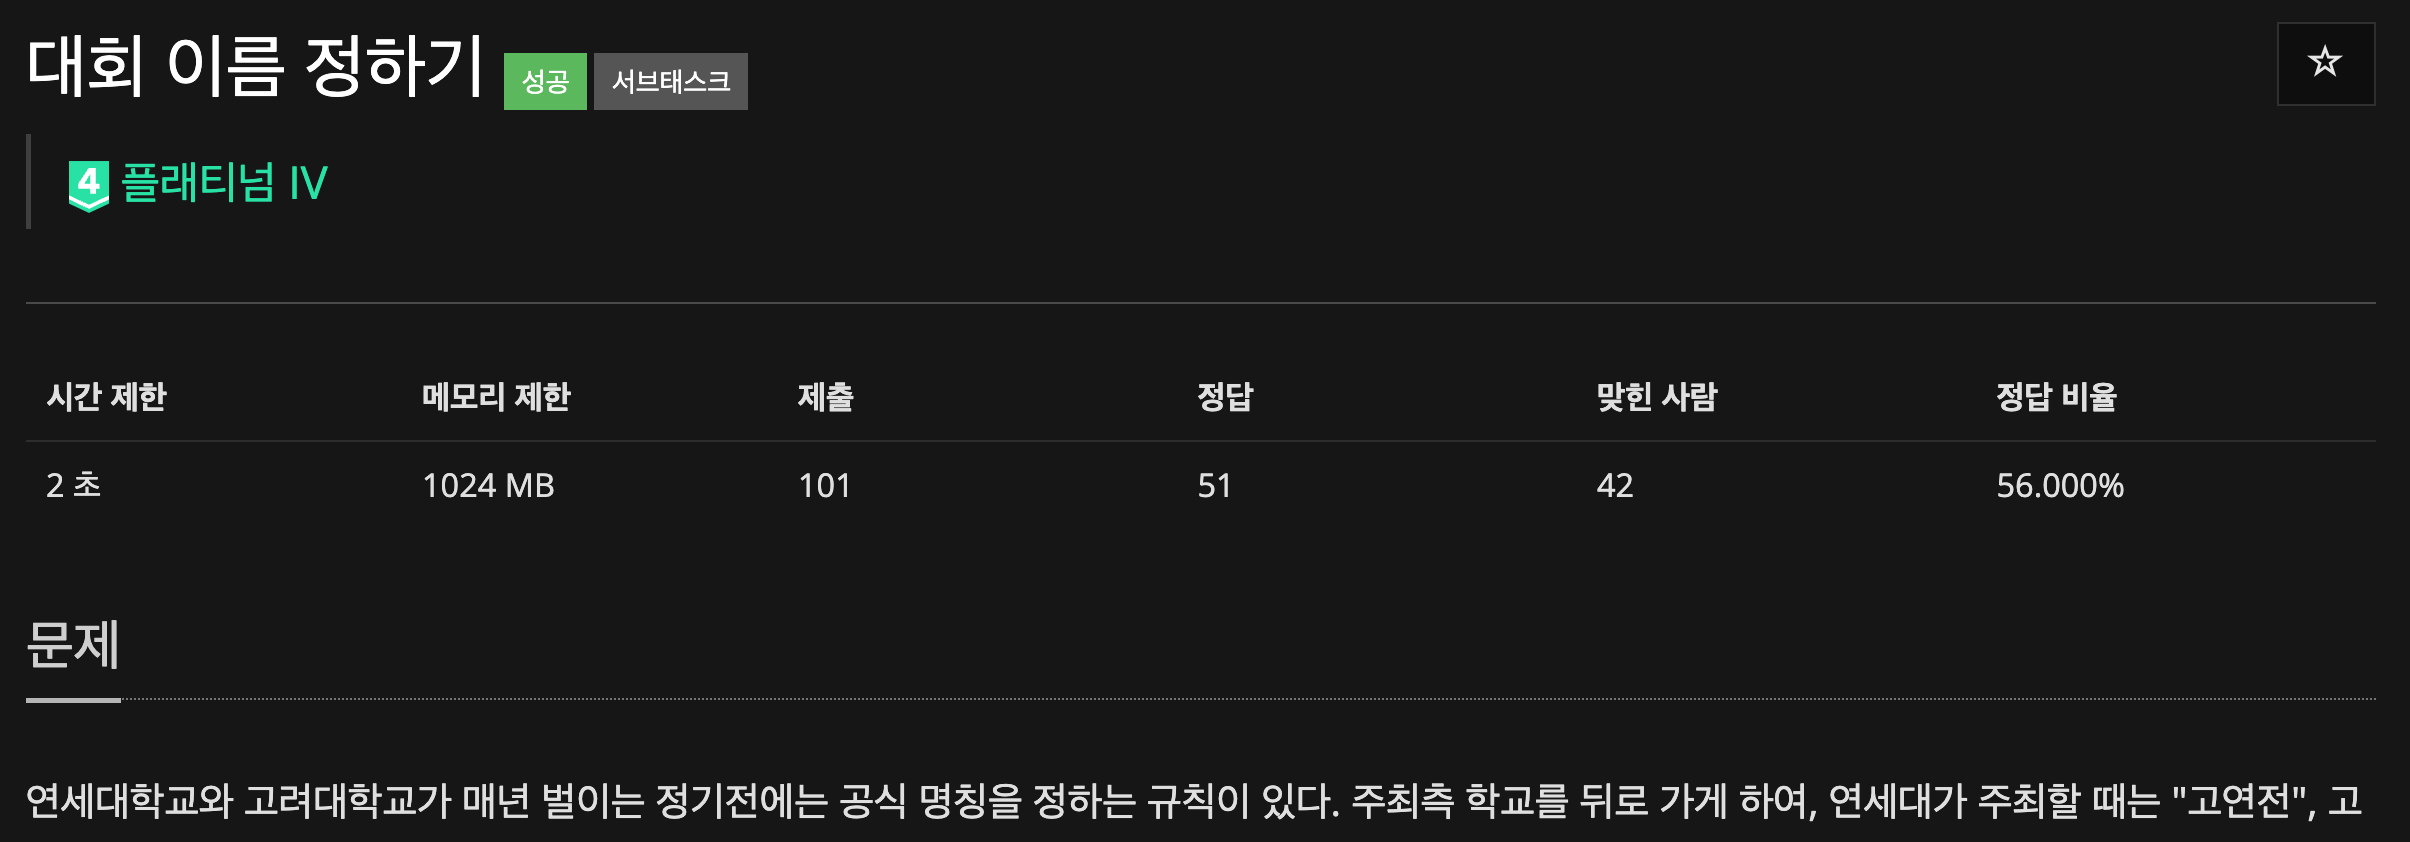 대회 이름 정하기 성공 서브태스크
☆
4 플래티넘 IV
시간 제한 메모리 제한 제출 정답 맞힌 사람 정답 비율
2 초 1024 MB 101 51 42 56.000%
문제
연세대학교와 고려대학교가 매년 벌이는 정기전에는 공식 명칭을 정하는 규칙이 있다. 주최측 학교를 뒤로 가게 하여, 연세대가 주최할 때는 "고연전", 고